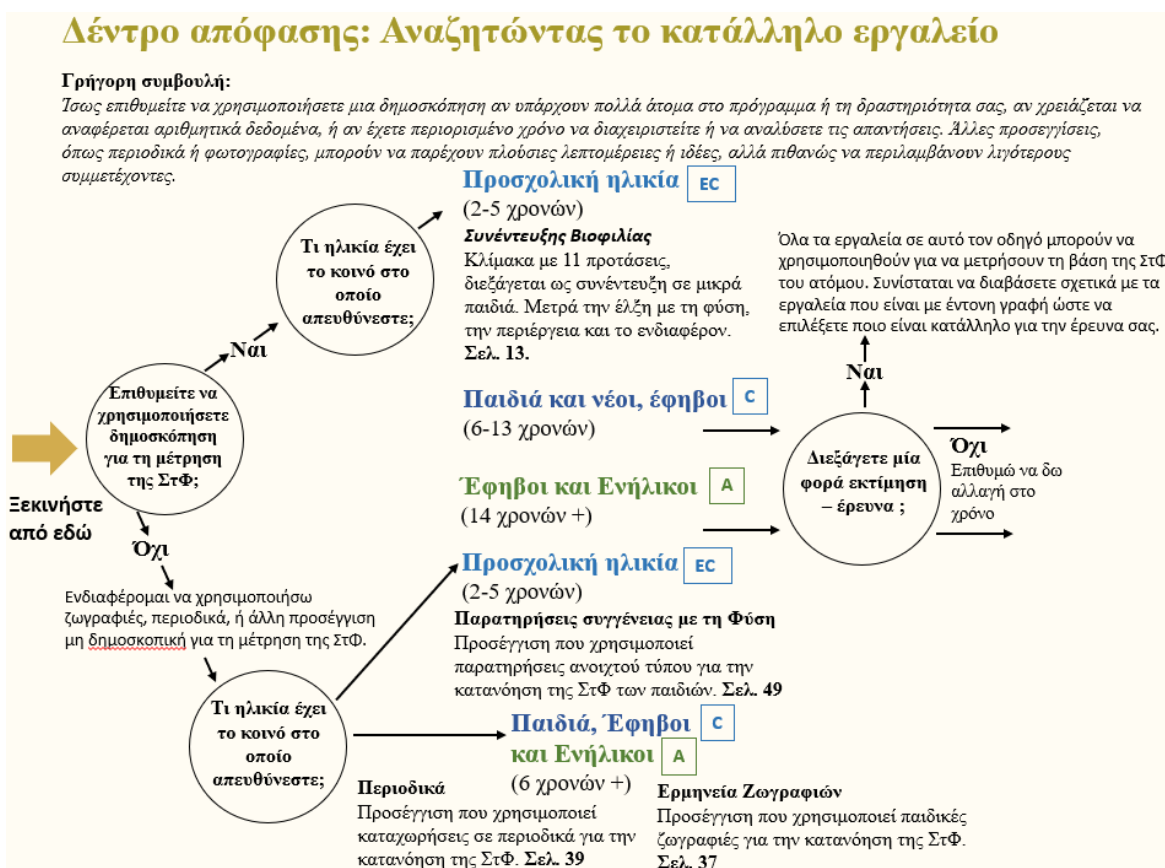 Δέντρο απόφασης: Αναζητώντας το κατάλληλο εργαλείο
Γρήγορη συμβουλή:
Ίσως επιθυμείτε να χρησιμοποιήσετε μια δημοσκόπηση αν υπάρχουν πολλά άτομα στο πρόγραμμα ή τη δραστηριότητα σας, αν χρειάζεται να
αναφέρεται αριθμητικά δεδομένα, ή αν έχετε περιορισμένο χρόνο να διαχειριστείτε ή να αναλύσετε τις απαντήσεις. Άλλες προσεγγίσεις,
όπως περιοδικά ή φωτογραφίες, μπορούν να παρέχουν πλούσιες λεπτομέρειες ή ιδέες, αλλά πιθανώς να περιλαμβάνουν λιγότερους
συμμετέχοντες.
Ξεκινήστε
από εδώ
Επιθυμείτε να
χρησιμοποιήσετε
δημοσκόπηση
για τη μέτρηση
της ΣτΦ;
Ναι
Τι ηλικία έχει
το κοινό στο
οποίο
απευθύνεστε;
Προσχολική ηλικία EC
(2-5 χρονών)
Συνέντευξης Βιοφιλίας
Κλίμακα με 11 προτάσεις,
διεξάγεται ως συνέντευξη σε μικρά
παιδιά. Μετρά την έλξη με τη φύση,
την περιέργεια και το ενδιαφέρον.
Σελ. 13.
Παιδιά και νέοι, έφηβοι C
(6-13 χρονών)
Έφηβοι και Ενήλικοι A
(14 χρονών +)
Διεξάγετε μία
φορά εκτίμηση
– έρευνα ;
Ναι
Όλα τα εργαλεία σε αυτό τον οδηγό μπορούν να
χρησιμοποιηθούν για να μετρήσουν τη βάση της ΣτΦ
του ατόμου. Συνίσταται να διαβάσετε σχετικά με τα
εργαλεία που είναι με έντονη γραφή ώστε να
επιλέξετε ποιο είναι κατάλληλο για την έρευνα σας.
Όχι
Επιθυμώ να δω
αλλαγή στο
χρόνο
Όχι
Ενδιαφέρομαι να χρησιμοποιήσω
ζωγραφιές, περιοδικά, ή άλλη προσέγγιση
μη δημοσκοπική για τη μέτρηση της ΣτΦ.
Τι ηλικία έχει
το κοινό στο
οποίο
απευθύνεστε;
Προσχολική ηλικία EC
(2-5 χρονών)
Παρατηρήσεις συγγένειας με τη Φύση
Προσέγγιση που χρησιμοποιεί
παρατηρήσεις ανοιχτού τύπου για την
κατανόηση της ΣτΦ των παιδιών. Σελ. 49
Παιδιά, Έφηβοι C
και Ενήλικοι A
(6 χρονών +)
Περιοδικά
Προσέγγιση που χρησιμοποιεί
καταχωρήσεις σε περιοδικά για την
κατανόηση της ΣτΦ. Σελ. 39
Ερμηνεία Ζωγραφιών
Προσέγγιση που χρησιμοποιεί παιδικές
ζωγραφιές για την κατανόηση της ΣτΦ.
Σελ. 37